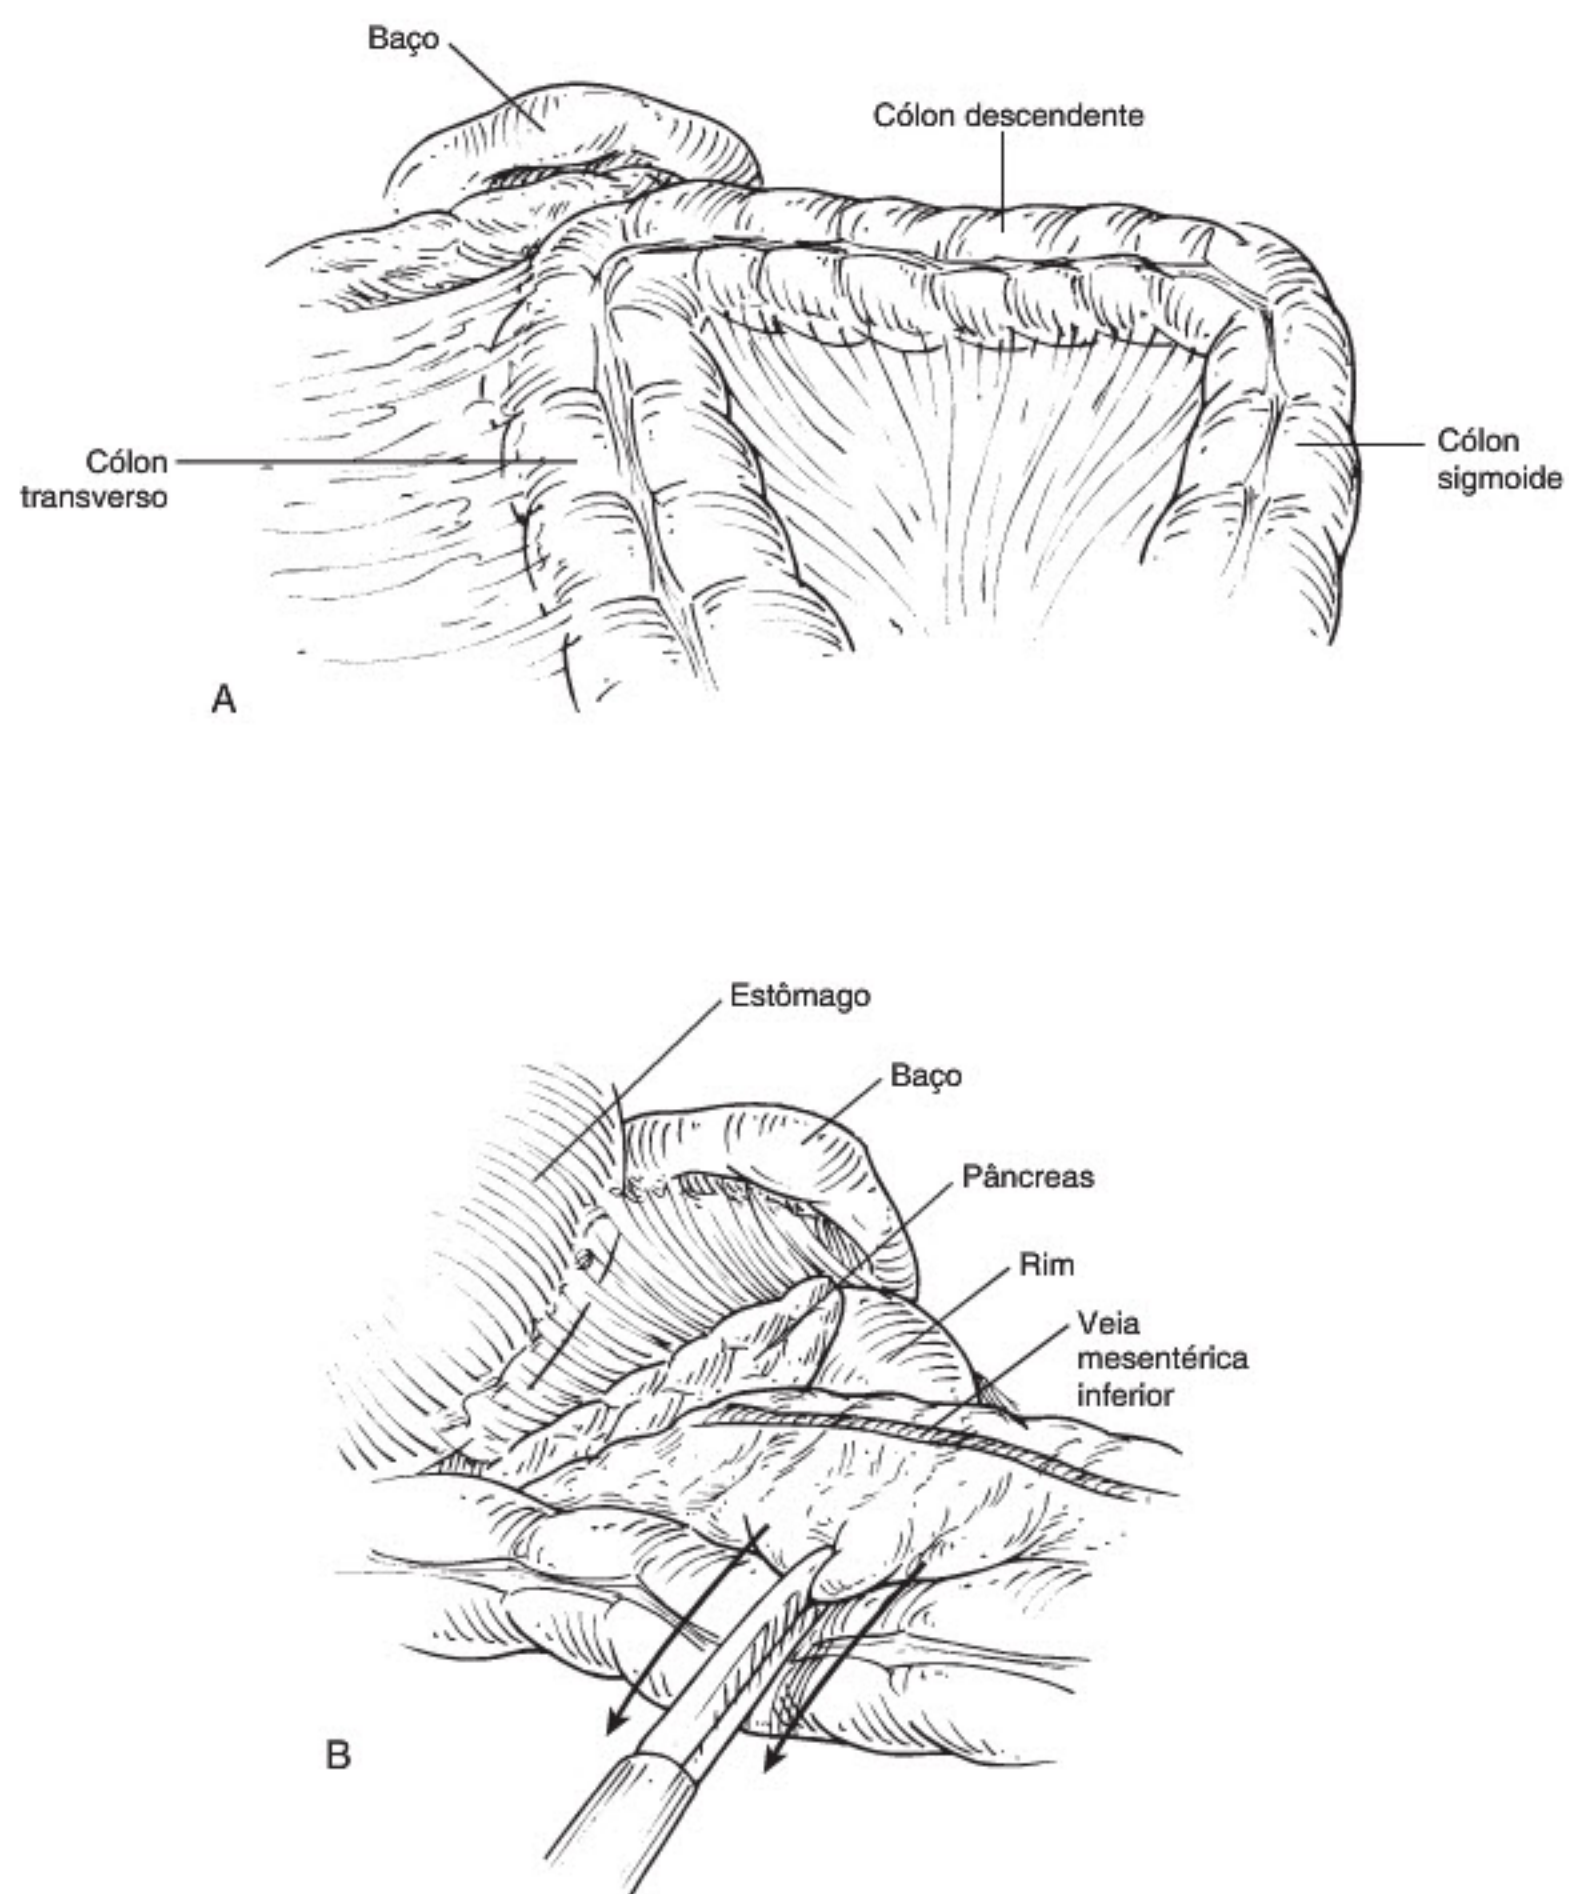 Baço
Cólon descendente
Cólon
transverso
Cólon
sigmoide
A
Estômago
Baço
Pâncreas
Rim
Veia
mesentérica
inferior
B